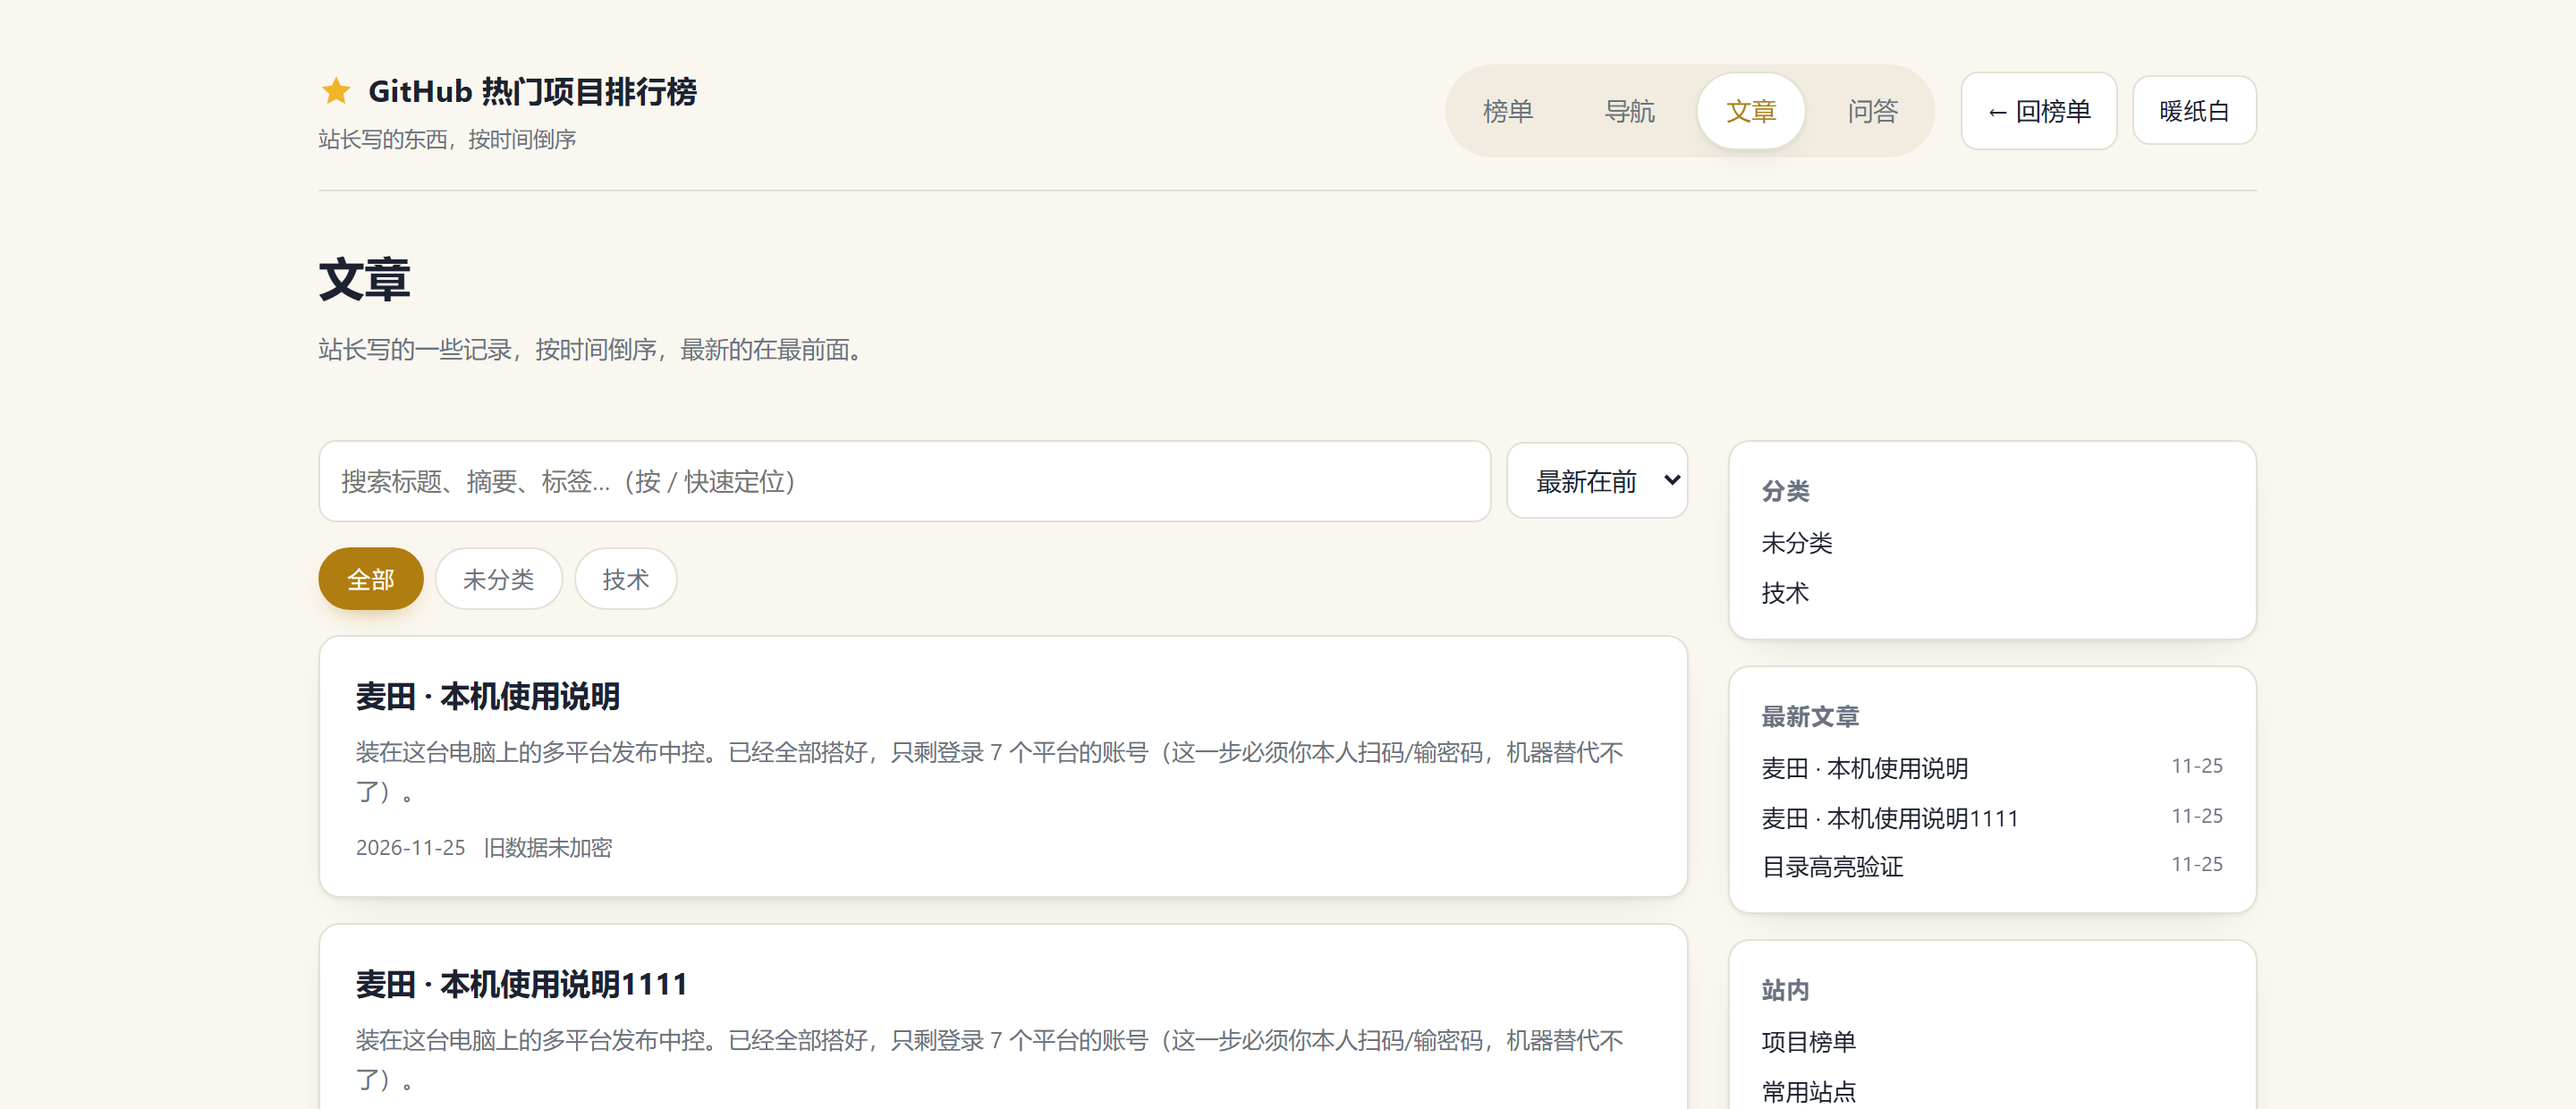 GitHub 热门项目排行榜
站长写的东西，按时间倒序
榜单 导航 文章 问答 ← 回榜单 暖纸白
文章
站长写的一些记录，按时间倒序，最新的在最前面。
搜索标题、摘要、标签...（按 / 快速定位） 最新在前
全部 未分类 技术
麦田 · 本机使用说明
装在这台电脑上的多平台发布中控。已经全部搭好，只剩登录 7 个平台的账号（这一步必须你本人扫码/输密码，机器替代不
了）。
2026-11-25 旧数据未加密
麦田 · 本机使用说明1111
装在这台电脑上的多平台发布中控。已经全部搭好，只剩登录 7 个平台的账号（这一步必须你本人扫码/输密码，机器替代不
了）。
分类
未分类
技术
最新文章
麦田 · 本机使用说明 11-25
麦田 · 本机使用说明1111 11-25
目录高亮验证 11-25
站内
项目榜单
常用站点